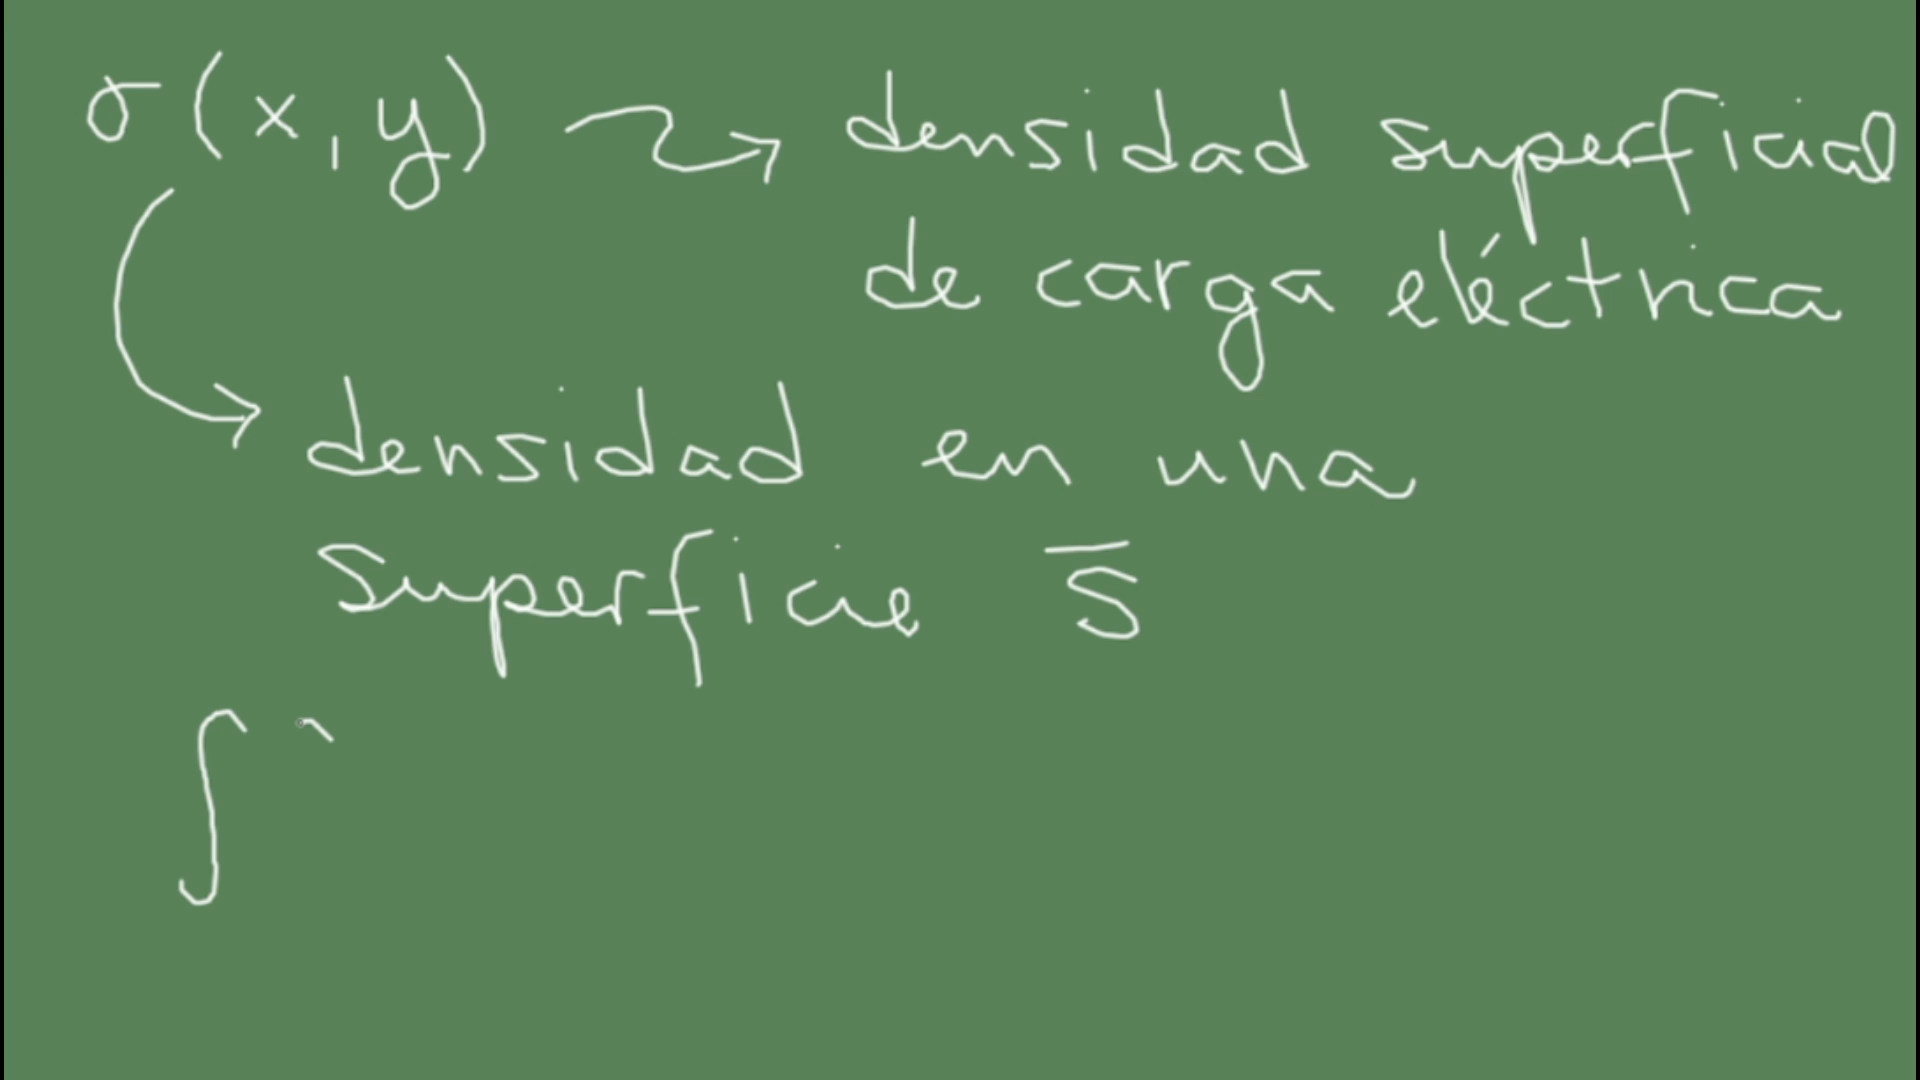 σ(x,y) → densidad superficial
de carga eléctrica
densidad en una
superficie S̅
∫